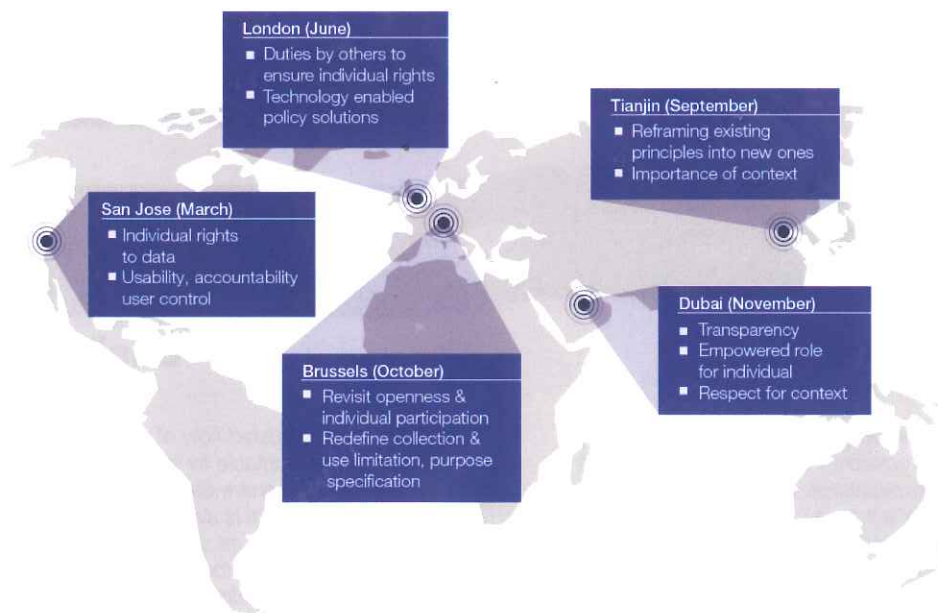 London (June)
■ Duties by others to
ensure individual rights
■ Technology enabled
policy solutions
Tianjin (September)
■ Reframing existing
principles into new ones
■ Importance of context
San Jose (March)
■ Individual rights
to data
■ Usability, accountability
user control
Dubai (November)
■ Transparency
■ Empowered role
for individual
■ Respect for context
Brussels (October)
■ Revisit openness &
individual participation
■ Redefine collection &
use limitation, purpose
specification